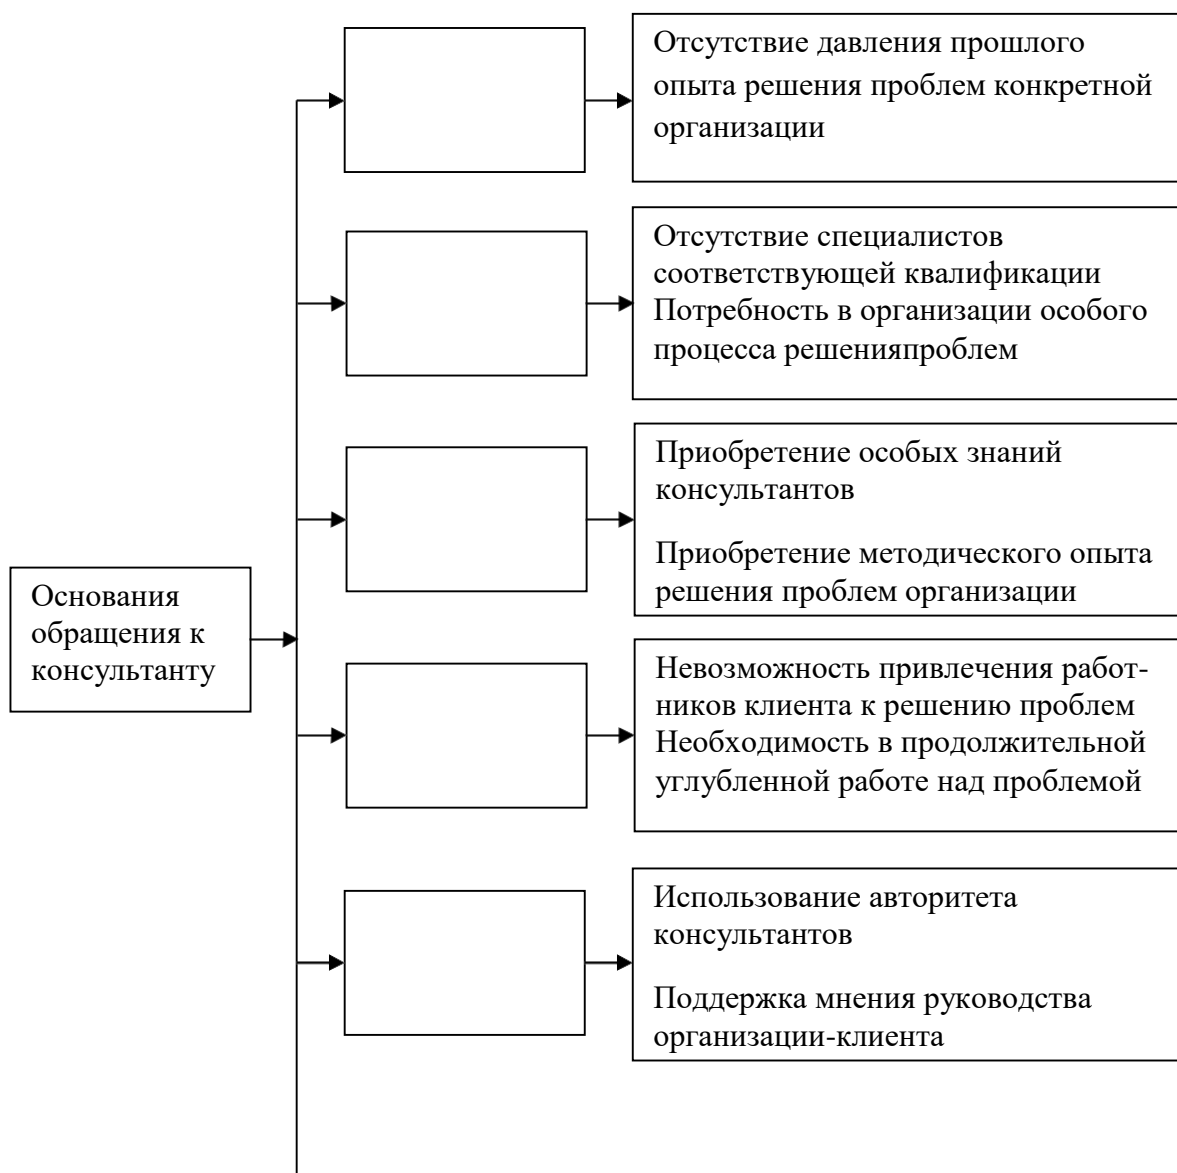 Отсутствие давления прошлого
опыта решения проблем конкретной
организации
Отсутствие специалистов
соответствующей квалификации
Потребность в организации особого
процесса решенияпроблем
Приобретение особых знаний
консультантов
Приобретение методического опыта
решения проблем организации
Основания
обращения к
консультанту
Невозможность привлечения работ-
ников клиента к решению проблем
Необходимость в продолжительной
углубленной работе над проблемой
Использование авторитета
консультантов
Поддержка мнения руководства
организации-клиента